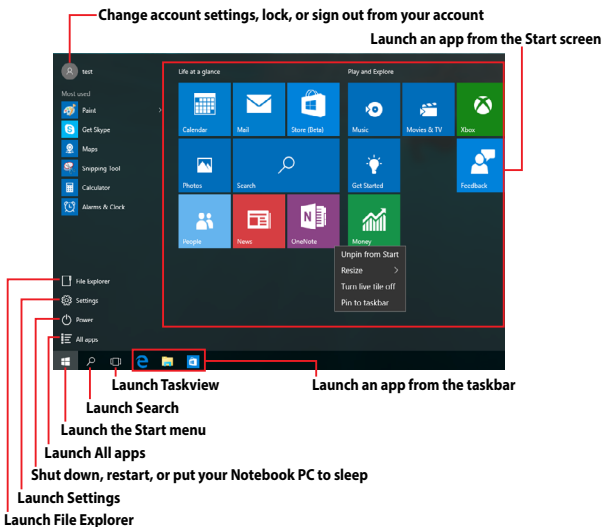 Change account settings, lock, or sign out from your account
Launch an app from the Start screen
test
Life at a glance
Play and Explore
Most used
Paint
Get Skype
Maps
Snipping Tool
Calculator
Alarms & Clock
Calendar
Mail
Store (Beta)
Music
Movies & TV
Xbox
Photos
Search
Get Started
Feedback
People
News
OneNote
Money
Unpin from Start
Resize
Turn live tile off
Pin to taskbar
File Explorer
Settings
Power
All apps
Launch Taskview
Launch an app from the taskbar
Launch Search
Launch the Start menu
Launch All apps
Shut down, restart, or put your Notebook PC to sleep
Launch Settings
Launch File Explorer